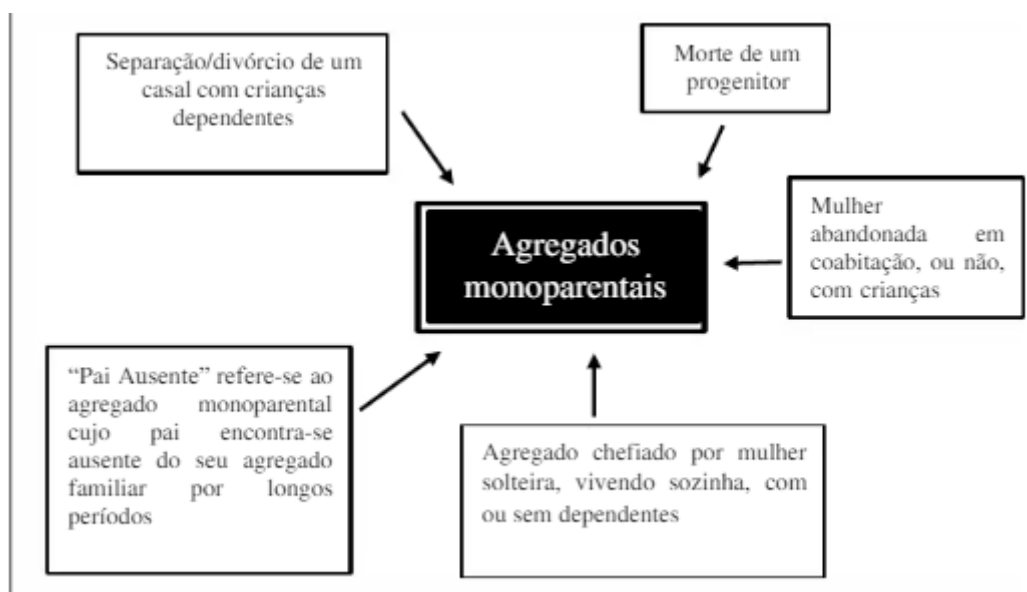 Separação/divórcio de um
casal com crianças
dependentes
Morte de um
progenitor
Mulher
abandonada em
coabitação, ou não,
com crianças
Agregados
monoparentais
“Pai Ausente” refere-se ao
agregado monoparental
cujo pai encontra-se
ausente do seu agregado
familiar por longos
períodos
Agregado chefiado por mulher
solteira, vivendo sozinha, com
ou sem dependentes